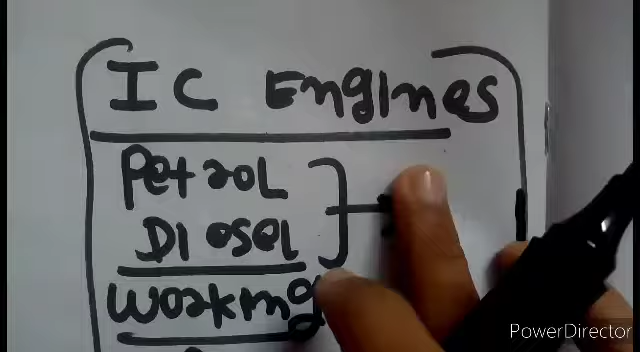 IC Engines
Petrol
Diesel
Working
PowerDirector